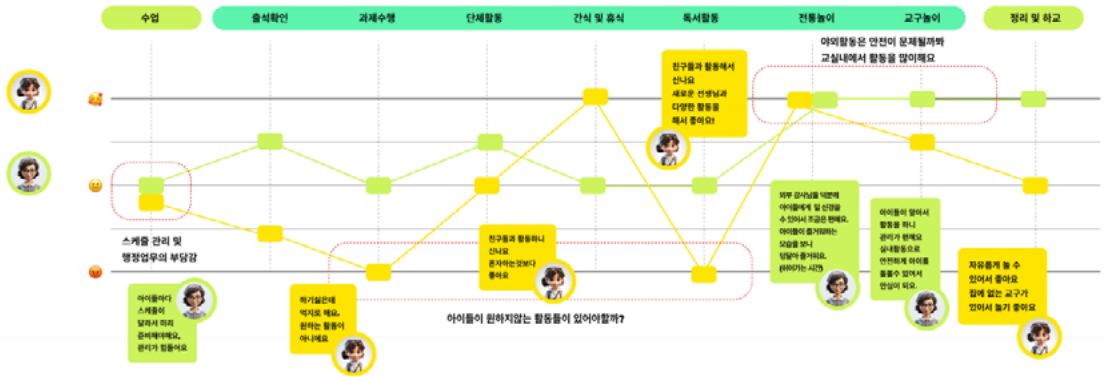 수업
출석확인
과제수행
단체활동
간식 및 휴식
독서활동
전통놀이
교구놀이
정리 및 하교
야외활동은 안전이 문제될까봐
교실내에서 활동을 많이해요
친구들과 활동해서
신나요
새로운 선생님과
다양한 활동을
해서 좋아요!
스케줄 관리 및
행정업무의 부담감
아이들마다
스케줄이
달라서 미리
준비해야해요.
관리가 힘들어요
하기싫은데
억지로 해요.
원하는 활동이
아니에요
친구들과 활동하니
신나요
혼자하는것보다
좋아요
아이들이 원하지않는 활동들이 있어야할까?
외부 강사님들 덕분에
아이들에게 덜 신경쓸
수 있어서 조금은 편해요.
아이들이 즐거워하는
모습을 보니
덩달아 즐거워요.
(쉬어가는 시간)
아이들이 앉아서
활동을 하니
관리가 편해요
실내활동으로
안전하게 아이를
돌볼수 있어서
안심이 되요.
자유롭게 놀 수
있어서 좋아요
집에 없는 교구가
있어서 놀기 좋아요